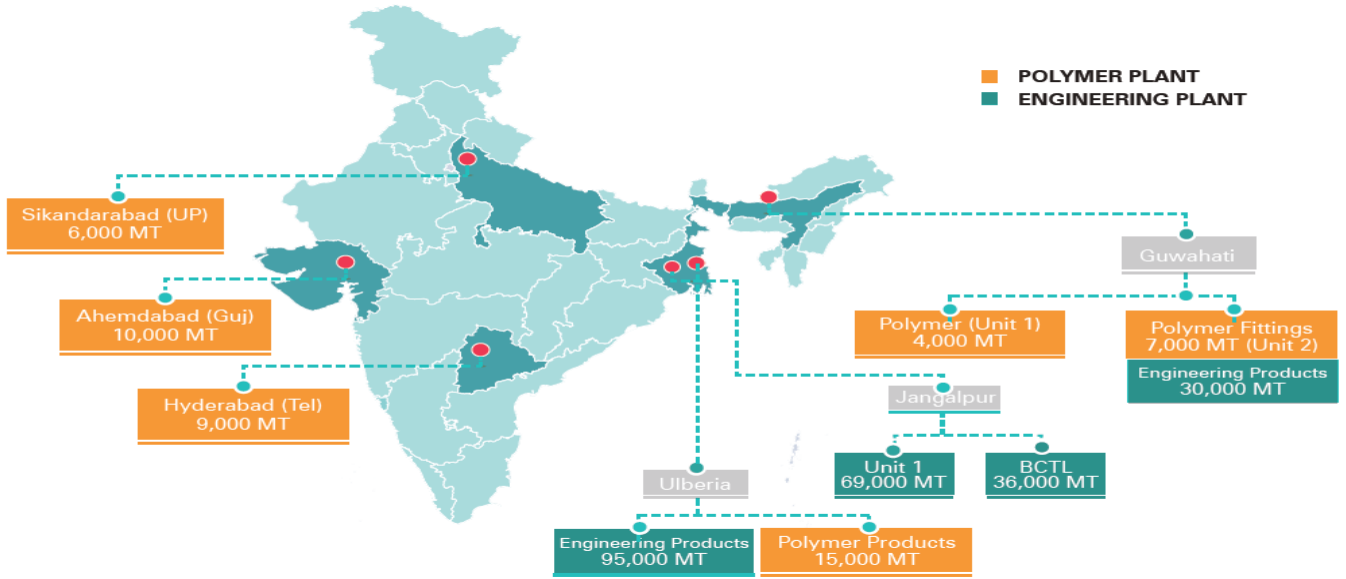 POLYMER PLANT
ENGINEERING PLANT
Sikandarabad (UP)
6,000 MT
Ahemdabad (Guj)
10,000 MT
Hyderabad (Tel)
9,000 MT
Guwahati
Polymer (Unit 1)
4,000 MT
Polymer Fittings
7,000 MT (Unit 2)
Engineering Products
30,000 MT
Jangalpur
Unit 1
69,000 MT
BCTL
36,000 MT
Ulberia
Engineering Products
95,000 MT
Polymer Products
15,000 MT